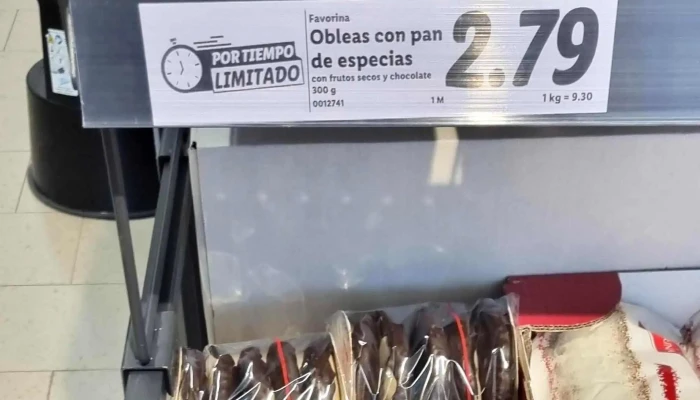 POR TIEMPO
LIMITADO
Favorina
Obleas con pan
de especias
con frutos secos y chocolate
300 g
0012741
1 M
2.79
1 kg = 9.30